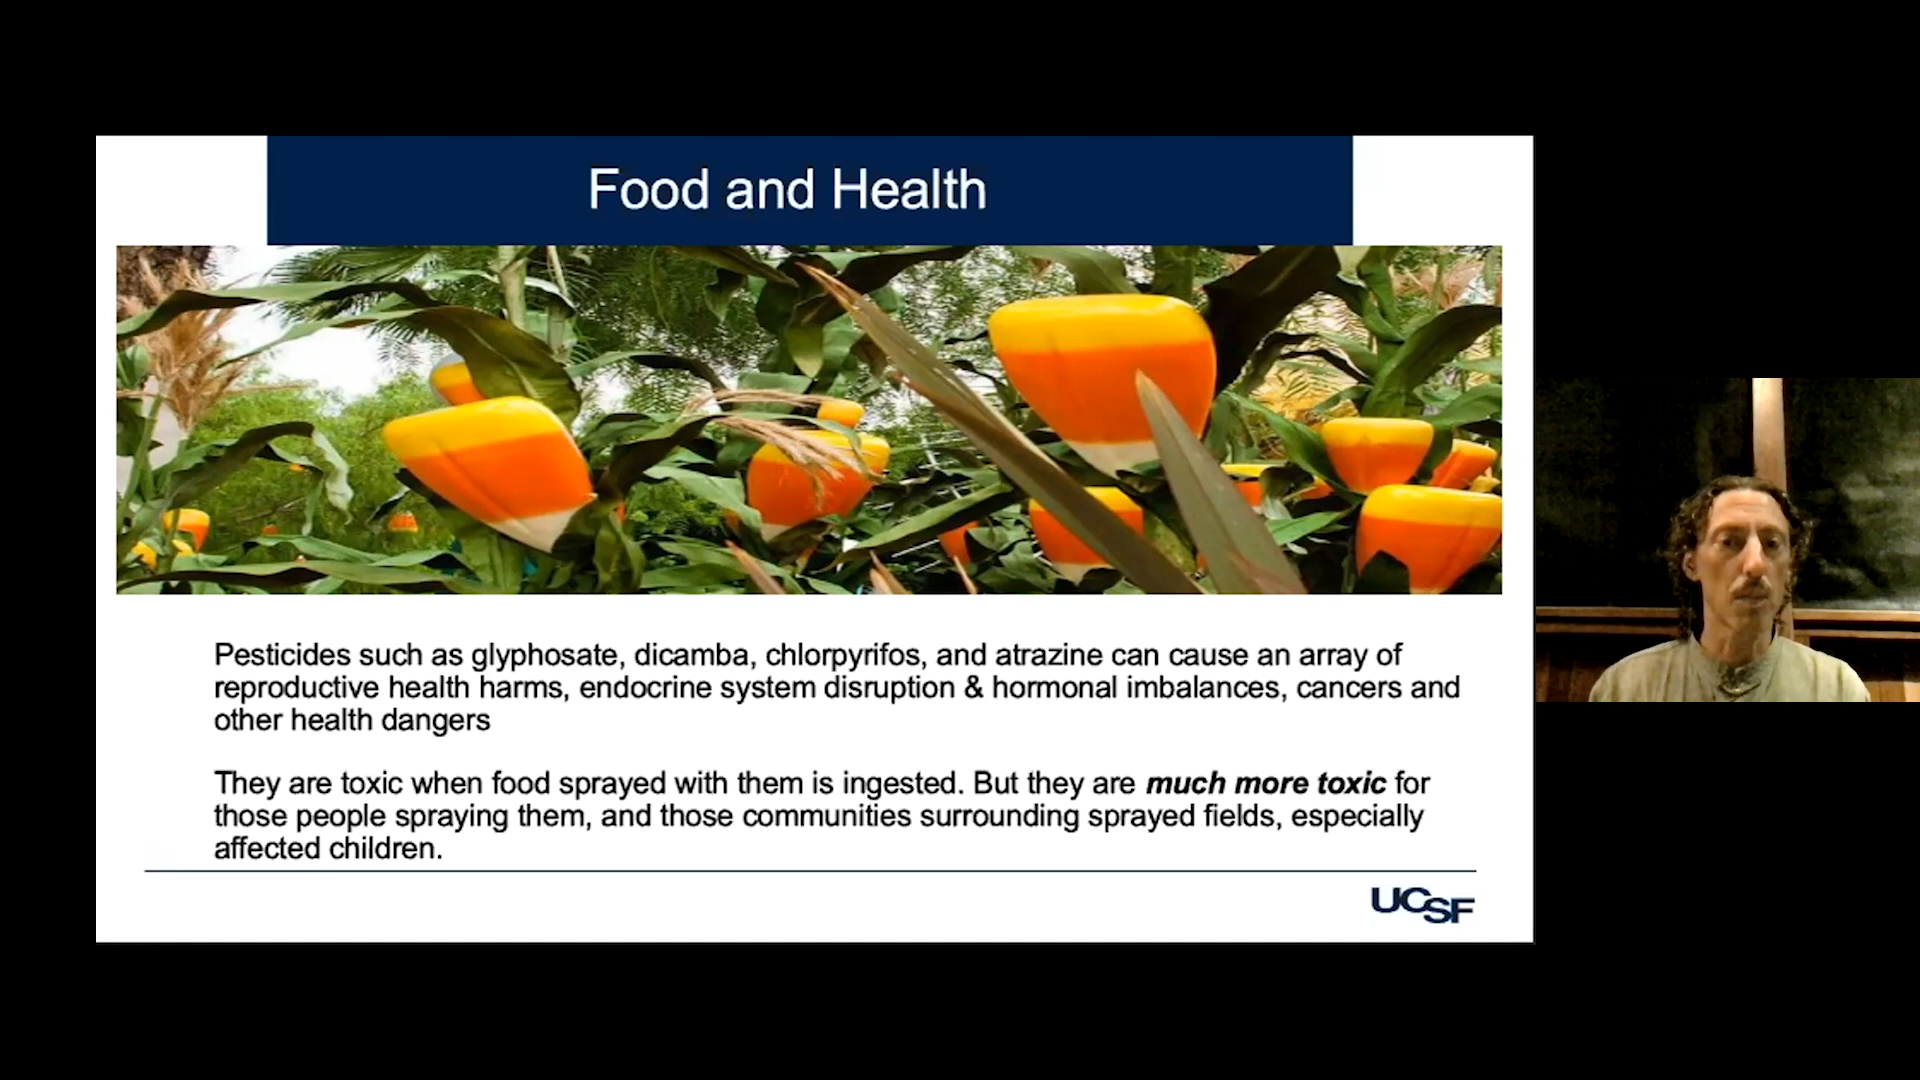 Food and Health
Pesticides such as glyphosate, dicamba, chlorpyrifos, and atrazine can cause an array of
reproductive health harms, endocrine system disruption & hormonal imbalances, cancers and
other health dangers
They are toxic when food sprayed with them is ingested. But they are much more toxic for
those people spraying them, and those communities surrounding sprayed fields, especially
affected children.
UCSF